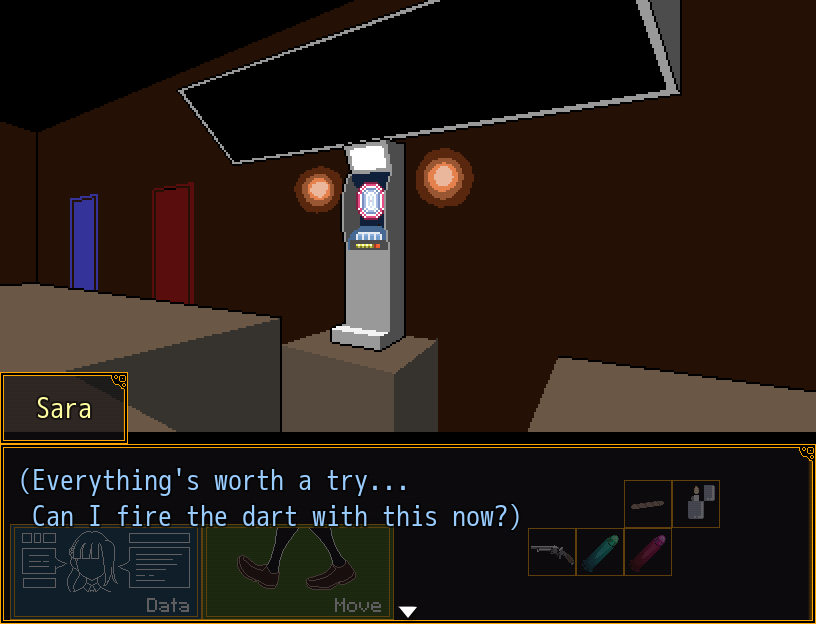 Sara
(Everything's worth a try...
Can I fire the dart with this now?)
Data
Move